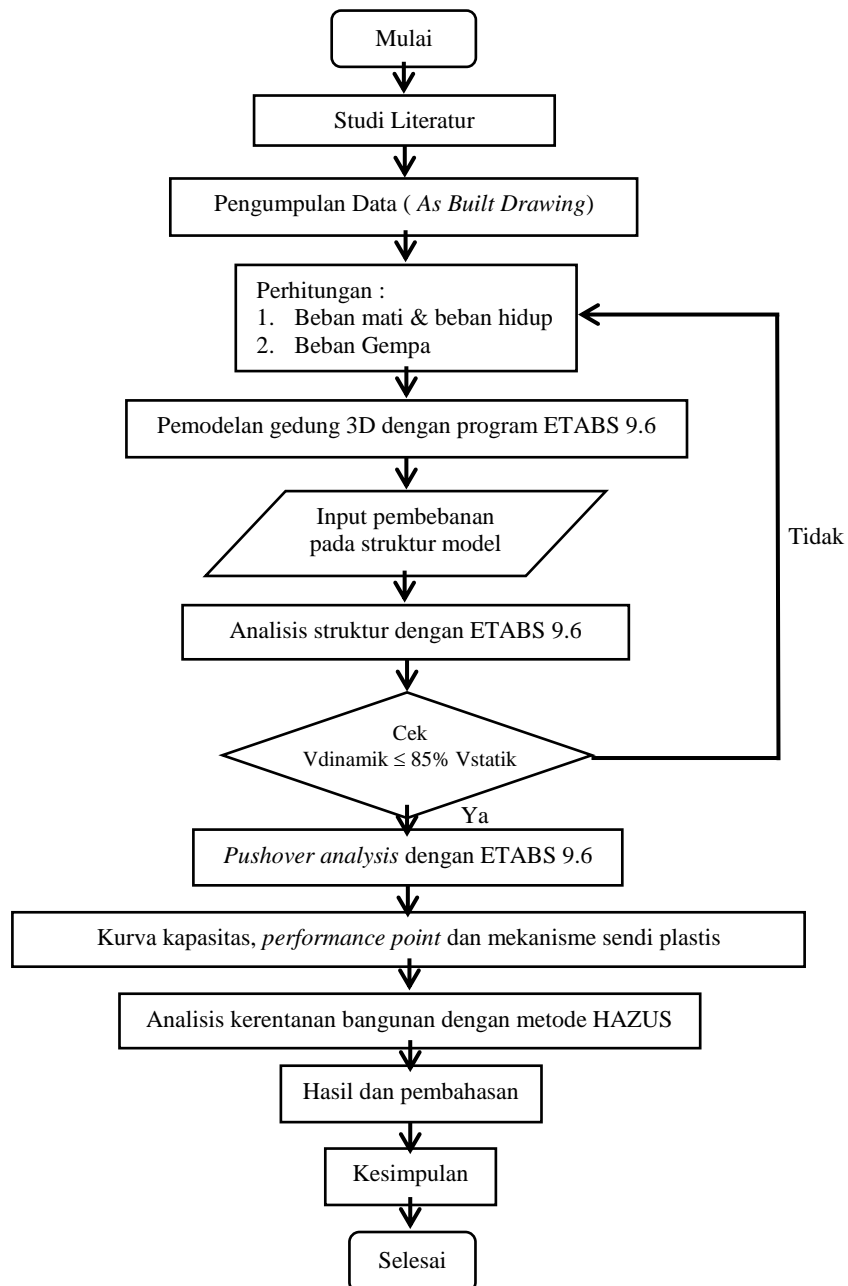 Mulai
Studi Literatur
Pengumpulan Data ( As Built Drawing)
Perhitungan :
1. Beban mati & beban hidup
2. Beban Gempa
Pemodelan gedung 3D dengan program ETABS 9.6
Input pembebanan
pada struktur model
Tidak
Analisis struktur dengan ETABS 9.6
Cek
Vdinamik ≤ 85% Vstatik
Ya
Pushover analysis dengan ETABS 9.6
Kurva kapasitas, performance point dan mekanisme sendi plastis
Analisis kerentanan bangunan dengan metode HAZUS
Hasil dan pembahasan
Kesimpulan
Selesai